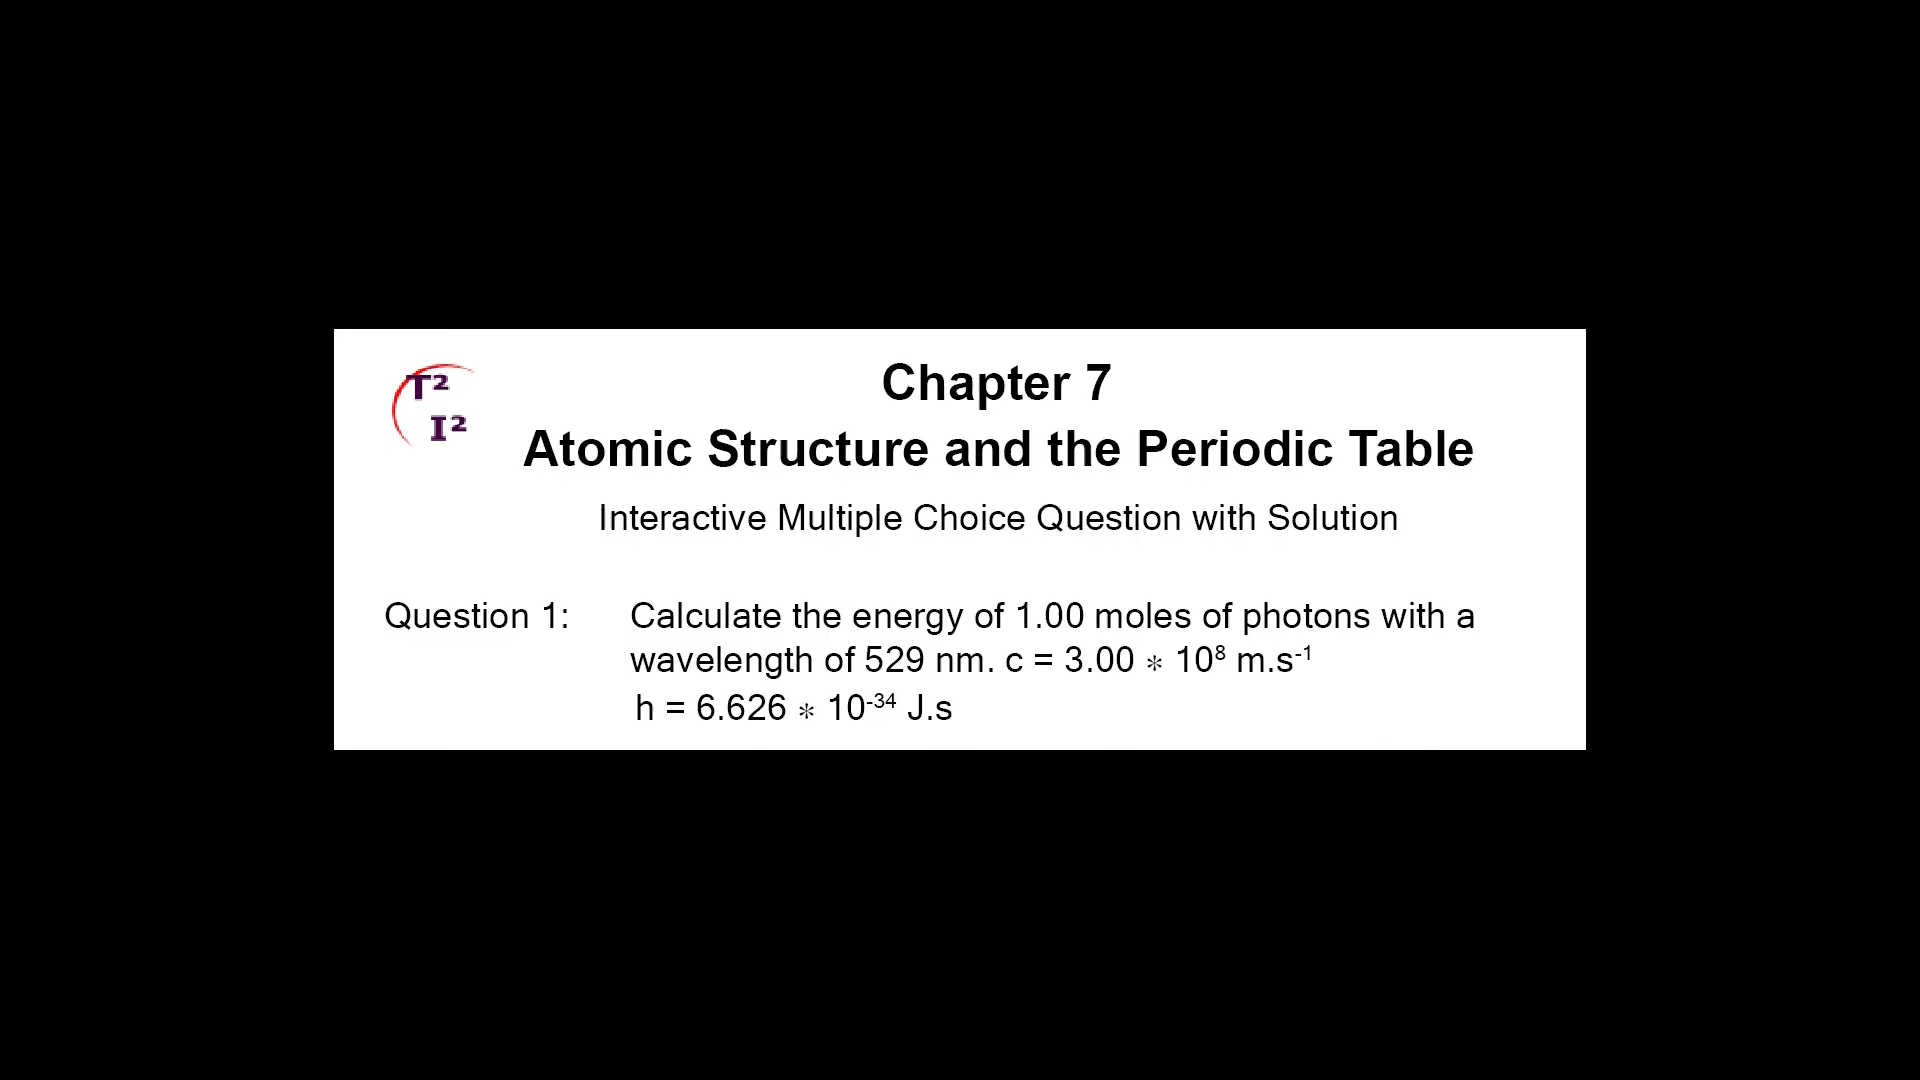 T²
I²
Chapter 7
Atomic Structure and the Periodic Table
Interactive Multiple Choice Question with Solution
Question 1: Calculate the energy of 1.00 moles of photons with a
wavelength of 529 nm. c = 3.00 * 10⁸ m.s⁻¹
h = 6.626 * 10⁻³⁴ J.s